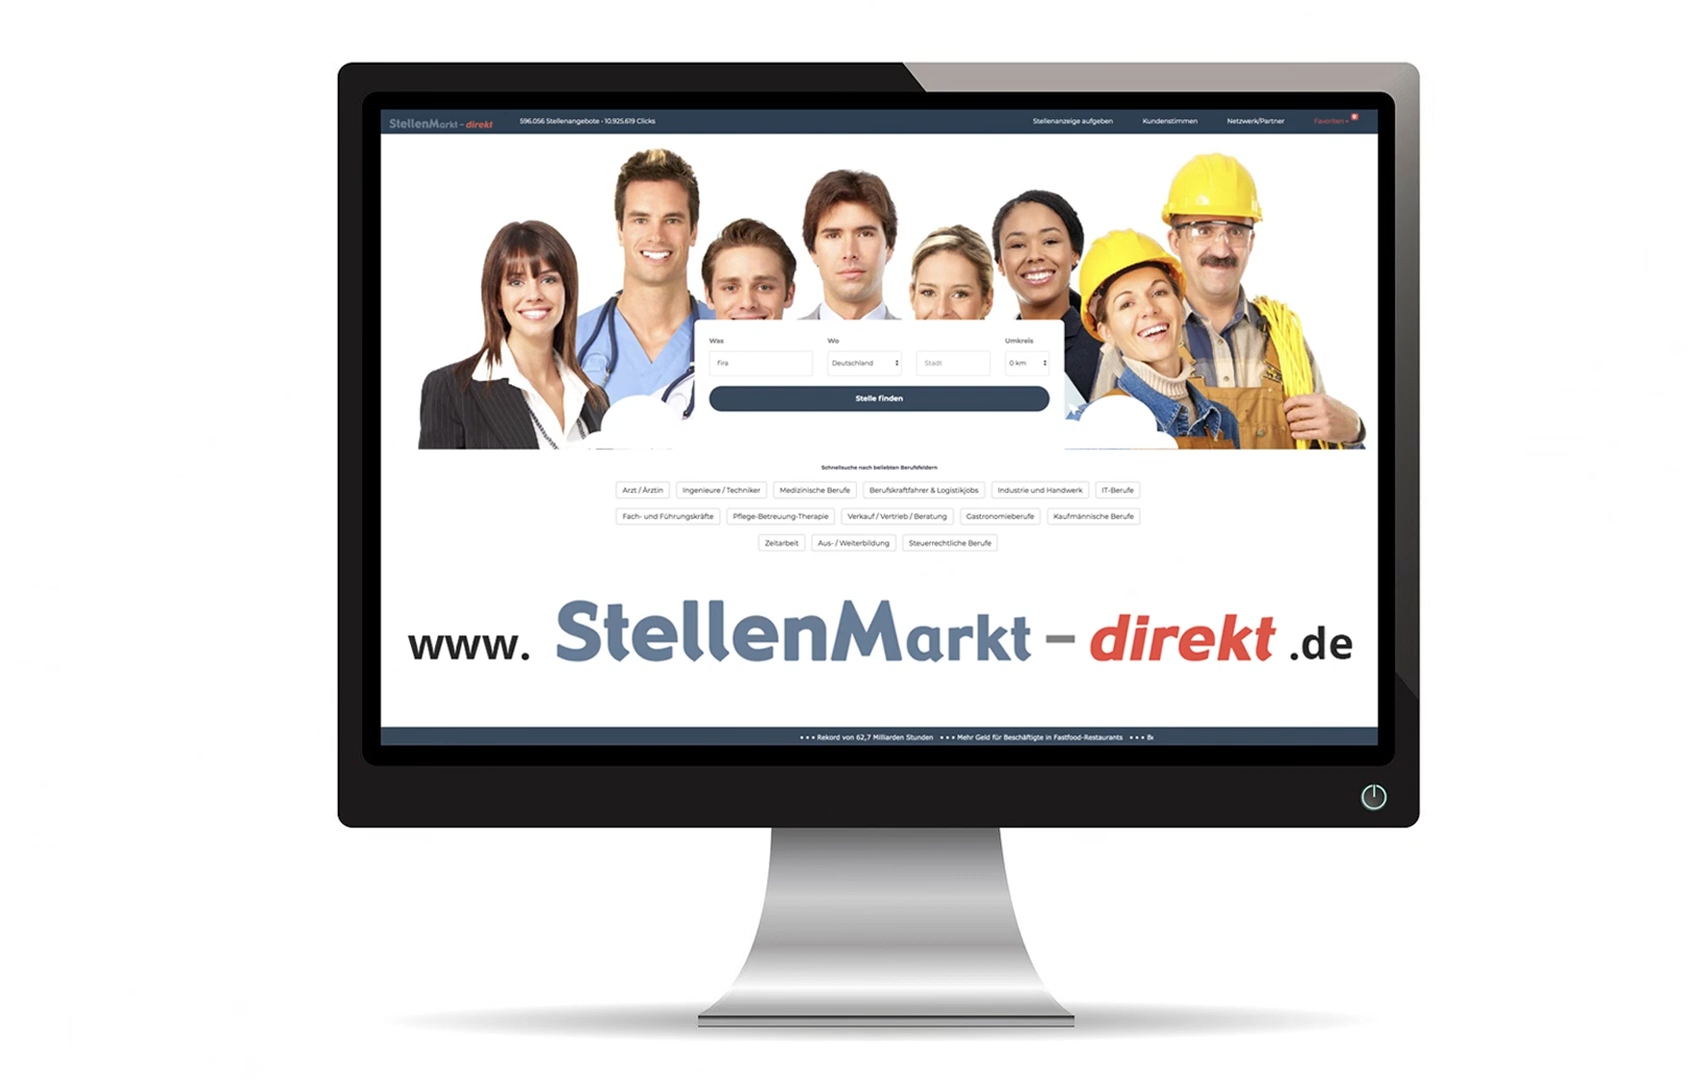 StellenMarkt - direkt 596.056 Stellenangebote - 10.925.619 Clicks Stellenanzeige aufgeben Kundenstimmen Netzwerk/Partner Favoriten
Was Wo Umkreis
fira Deutschland Stadt 0 km
Stelle finden
Schnellsuche nach beliebten Berufsfeldern
Arzt / Ärztin Ingenieure / Techniker Medizinische Berufe Berufskraftfahrer & Logistikjobs Industrie und Handwerk IT-Berufe
Fach- und Führungskräfte Pflege-Betreuung-Therapie Verkauf / Vertrieb / Beratung Gastronomieberufe Kaufmännische Berufe
Zeitarbeit Aus- / Weiterbildung Steuerrechtliche Berufe
www. StellenMarkt - direkt .de
• • • Rekord von 62,7 Milliarden Stunden • • • Mehr Geld für Beschäftigte in Fastfood-Restaurants • • • Be